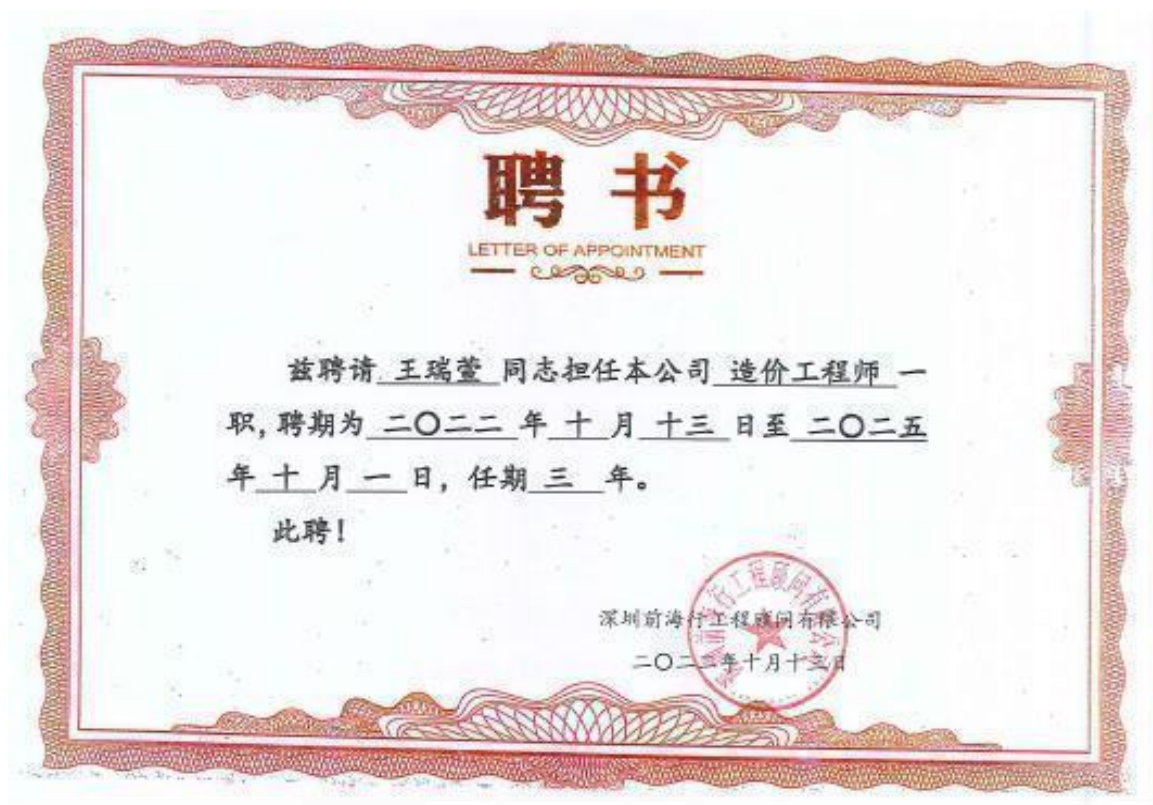 聘 书
LETTER OF APPOINTMENT
兹聘请 王瑞萱 同志担任本公司 造价工程师 一
职，聘期为 二〇二二 年 十 月 十三 日至 二〇二五
年 十 月 一 日，任期 三 年。
此聘！
深圳前海行工程顾问有限公司
二〇二二年十月十三日